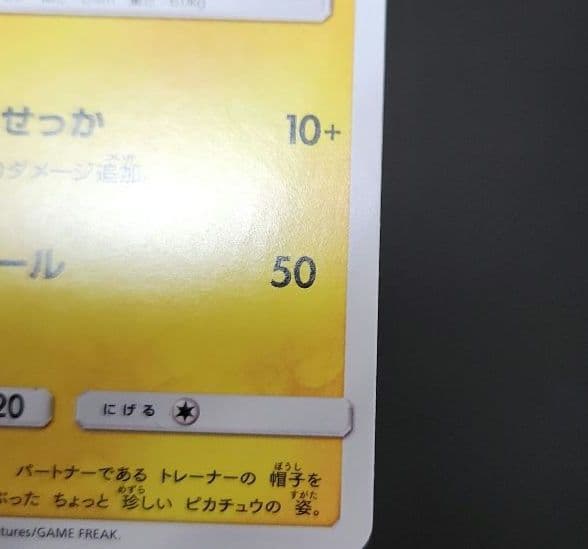 せっか 10+
ダメージ追加
ール 50
20 にげる
パートナーである トレーナーの 帽子を
ぶった ちょっと 珍しい ピカチュウの 姿。
tures/GAME FREAK.